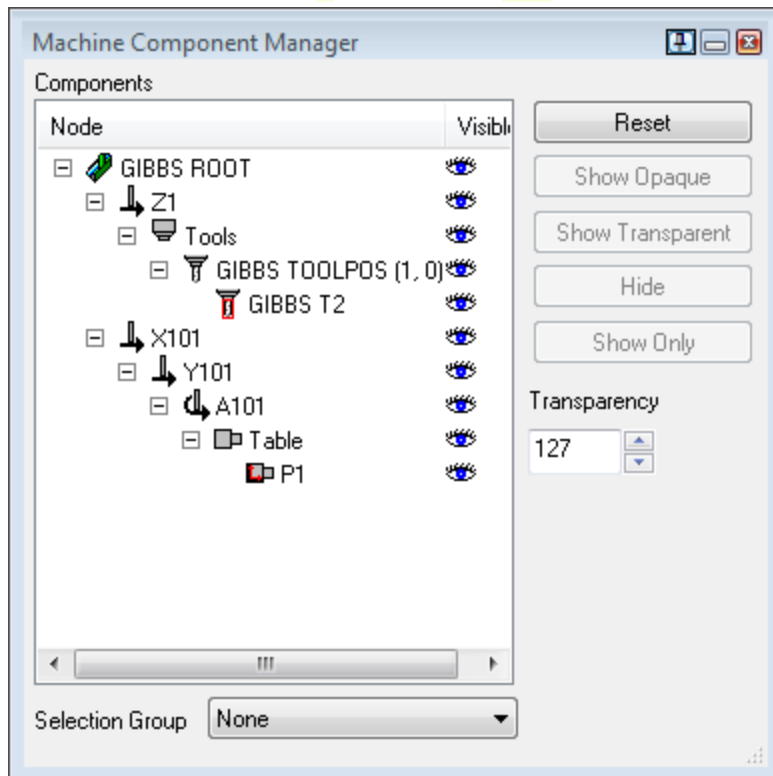 Machine Component Manager
Components
Node Visibl
GIBBS ROOT
Z1
Tools
GIBBS TOOLPOS (1, 0)
GIBBS T2
X101
Y101
A101
Table
P1
Reset
Show Opaque
Show Transparent
Hide
Show Only
Transparency
127
Selection Group None